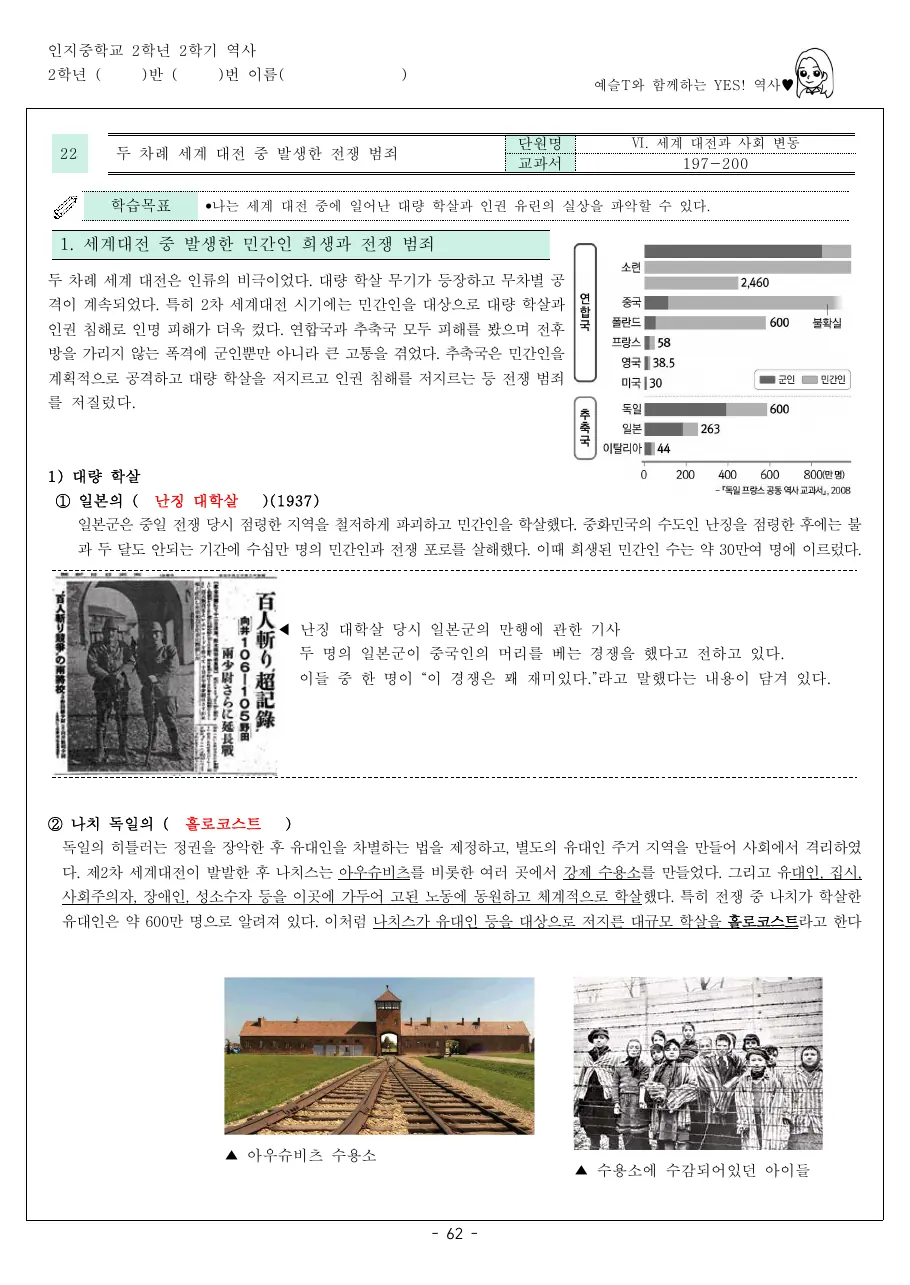 인지중학교 2학년 2학기 역사
2학년 ( )반 ( )번 이름( )
예슬T와 함께하는 YES! 역사♥
22
두 차례 세계 대전 중 발생한 전쟁 범죄
단원명
Ⅵ. 세계 대전과 사회 변동
교과서
197-200
학습목표
●나는 세계 대전 중에 일어난 대량 학살과 인권 유린의 실상을 파악할 수 있다.
1. 세계대전 중 발생한 민간인 희생과 전쟁 범죄
두 차례 세계 대전은 인류의 비극이었다. 대량 학살 무기가 등장하고 무차별 공
격이 계속되었다. 특히 2차 세계대전 시기에는 민간인을 대상으로 대량 학살과
인권 침해로 인명 피해가 더욱 컸다. 연합국과 추축국 모두 피해를 봤으며 전후
방을 가리지 않는 폭격에 군인뿐만 아니라 큰 고통을 겪었다. 추축국은 민간인을
계획적으로 공격하고 대량 학살을 저지르고 인권 침해를 저지르는 등 전쟁 범죄
를 저질렀다.
연합국
소련
2,460
중국
불확실
폴란드
600
프랑스
58
영국
38.5
미국
30
군인
민간인
추축국
독일
600
일본
263
이탈리아
44
0 200 400 600 800(만 명)
-『독일 프랑스 공동 역사 교과서』, 2008
1) 대량 학살
① 일본의 ( 난징 대학살 )(1937)
일본군은 중일 전쟁 당시 점령한 지역을 철저하게 파괴하고 민간인을 학살했다. 중화민국의 수도인 난징을 점령한 후에는 불
과 두 달도 안되는 기간에 수십만 명의 민간인과 전쟁 포로를 살해했다. 이때 희생된 민간인 수는 약 30만여 명에 이르렀다.
百人斬り〝超記錄〞
向井106-105野田
兩少尉さらに延長戰
〝百人斬り競爭〞の兩將校
◀ 난징 대학살 당시 일본군의 만행에 관한 기사
두 명의 일본군이 중국인의 머리를 베는 경쟁을 했다고 전하고 있다.
이들 중 한 명이 “이 경쟁은 꽤 재미있다.”라고 말했다는 내용이 담겨 있다.
② 나치 독일의 ( 홀로코스트 )
독일의 히틀러는 정권을 장악한 후 유대인을 차별하는 법을 제정하고, 별도의 유대인 주거 지역을 만들어 사회에서 격리하였
다. 제2차 세계대전이 발발한 후 나치스는 아우슈비츠를 비롯한 여러 곳에서 강제 수용소를 만들었다. 그리고 유대인, 집시,
사회주의자, 장애인, 성소수자 등을 이곳에 가두어 고된 노동에 동원하고 체계적으로 학살했다. 특히 전쟁 중 나치가 학살한
유대인은 약 600만 명으로 알려져 있다. 이처럼 나치스가 유대인 등을 대상으로 저지른 대규모 학살을 홀로코스트라고 한다
▲ 아우슈비츠 수용소
▲ 수용소에 수감되어있던 아이들
- 62 -